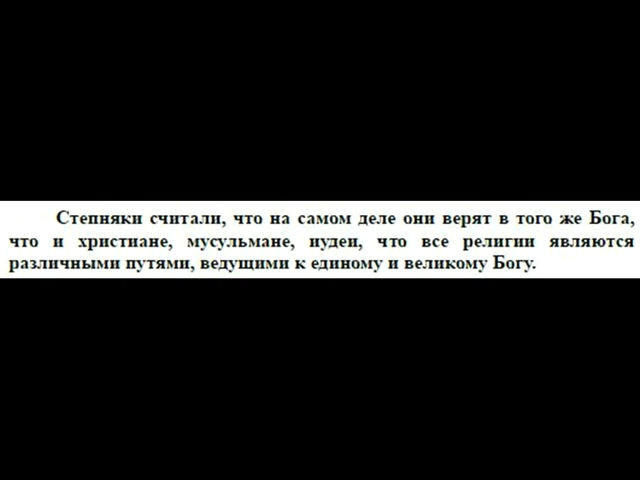 Степняки считали, что на самом деле они верят в того же Бога,
что и христиане, мусульмане, иудеи, что все религии являются
различными путями, ведущими к единому и великому Богу.